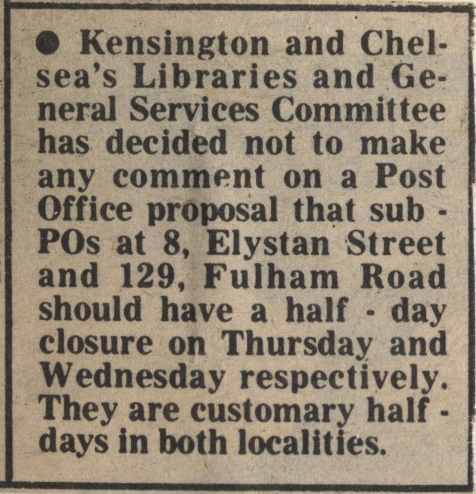 ● Kensington and Chel-
sea's Libraries and Ge-
neral Services Committee
has decided not to make
any comment on a Post
Office proposal that sub -
POs at 8, Elystan Street
and 129, Fulham Road
should have a half - day
closure on Thursday and
Wednesday respectively.
They are customary half -
days in both localities.